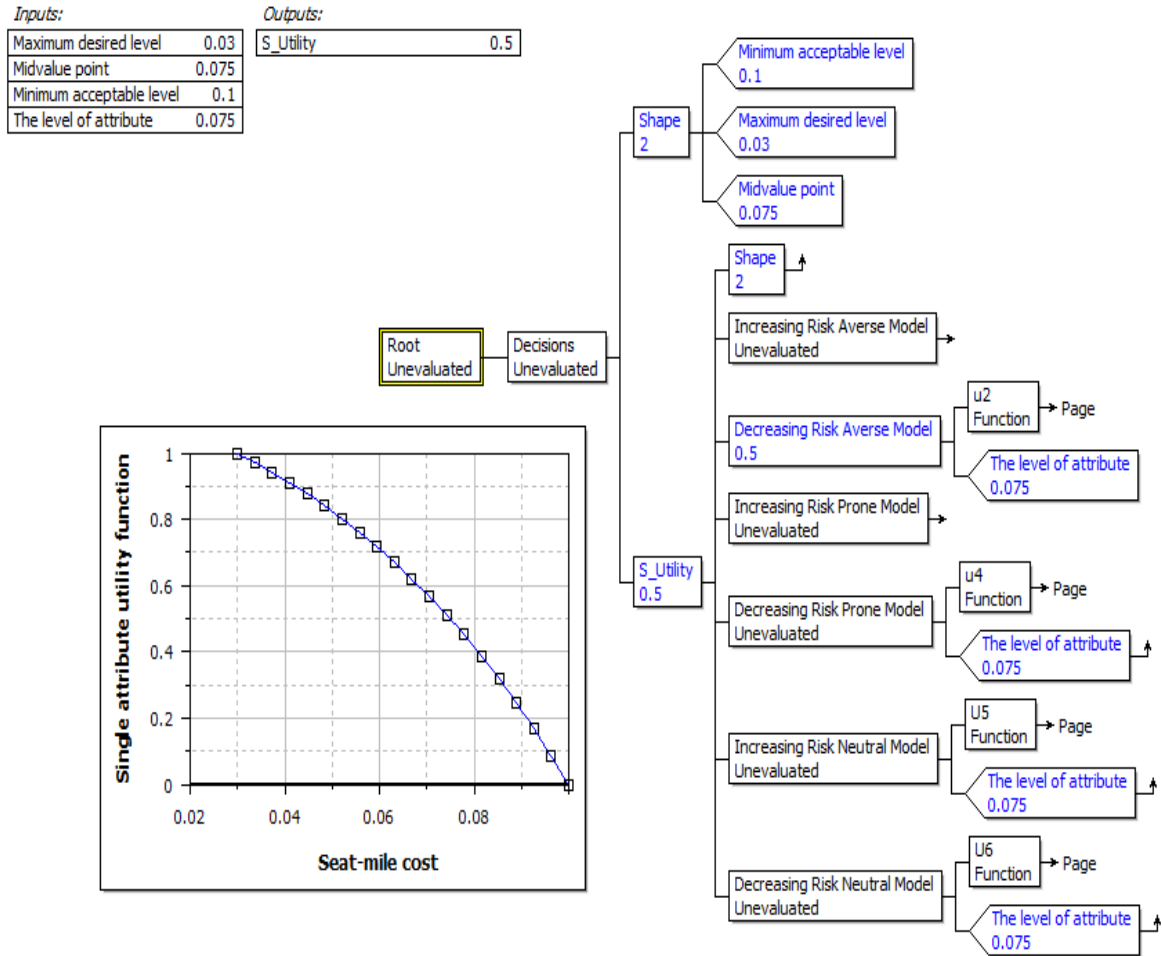 Inputs:
Maximum desired level 0.03
Midvalue point 0.075
Minimum acceptable level 0.1
The level of attribute 0.075
Outputs:
S_Utility 0.5
Minimum acceptable level
0.1
Shape
2
Maximum desired level
0.03
Midvalue point
0.075
Shape
2
Increasing Risk Averse Model
Unevaluated
Root
Unevaluated
Decisions
Unevaluated
u2
Function
Page
Decreasing Risk Averse Model
0.5
The level of attribute
0.075
Increasing Risk Prone Model
Unevaluated
S_Utility
0.5
u4
Function
Page
Decreasing Risk Prone Model
Unevaluated
The level of attribute
0.075
U5
Function
Page
Increasing Risk Neutral Model
Unevaluated
The level of attribute
0.075
U6
Function
Page
Decreasing Risk Neutral Model
Unevaluated
The level of attribute
0.075
Single attribute utility function
1
0.8
0.6
0.4
0.2
0
0.02 0.04 0.06 0.08
Seat-mile cost